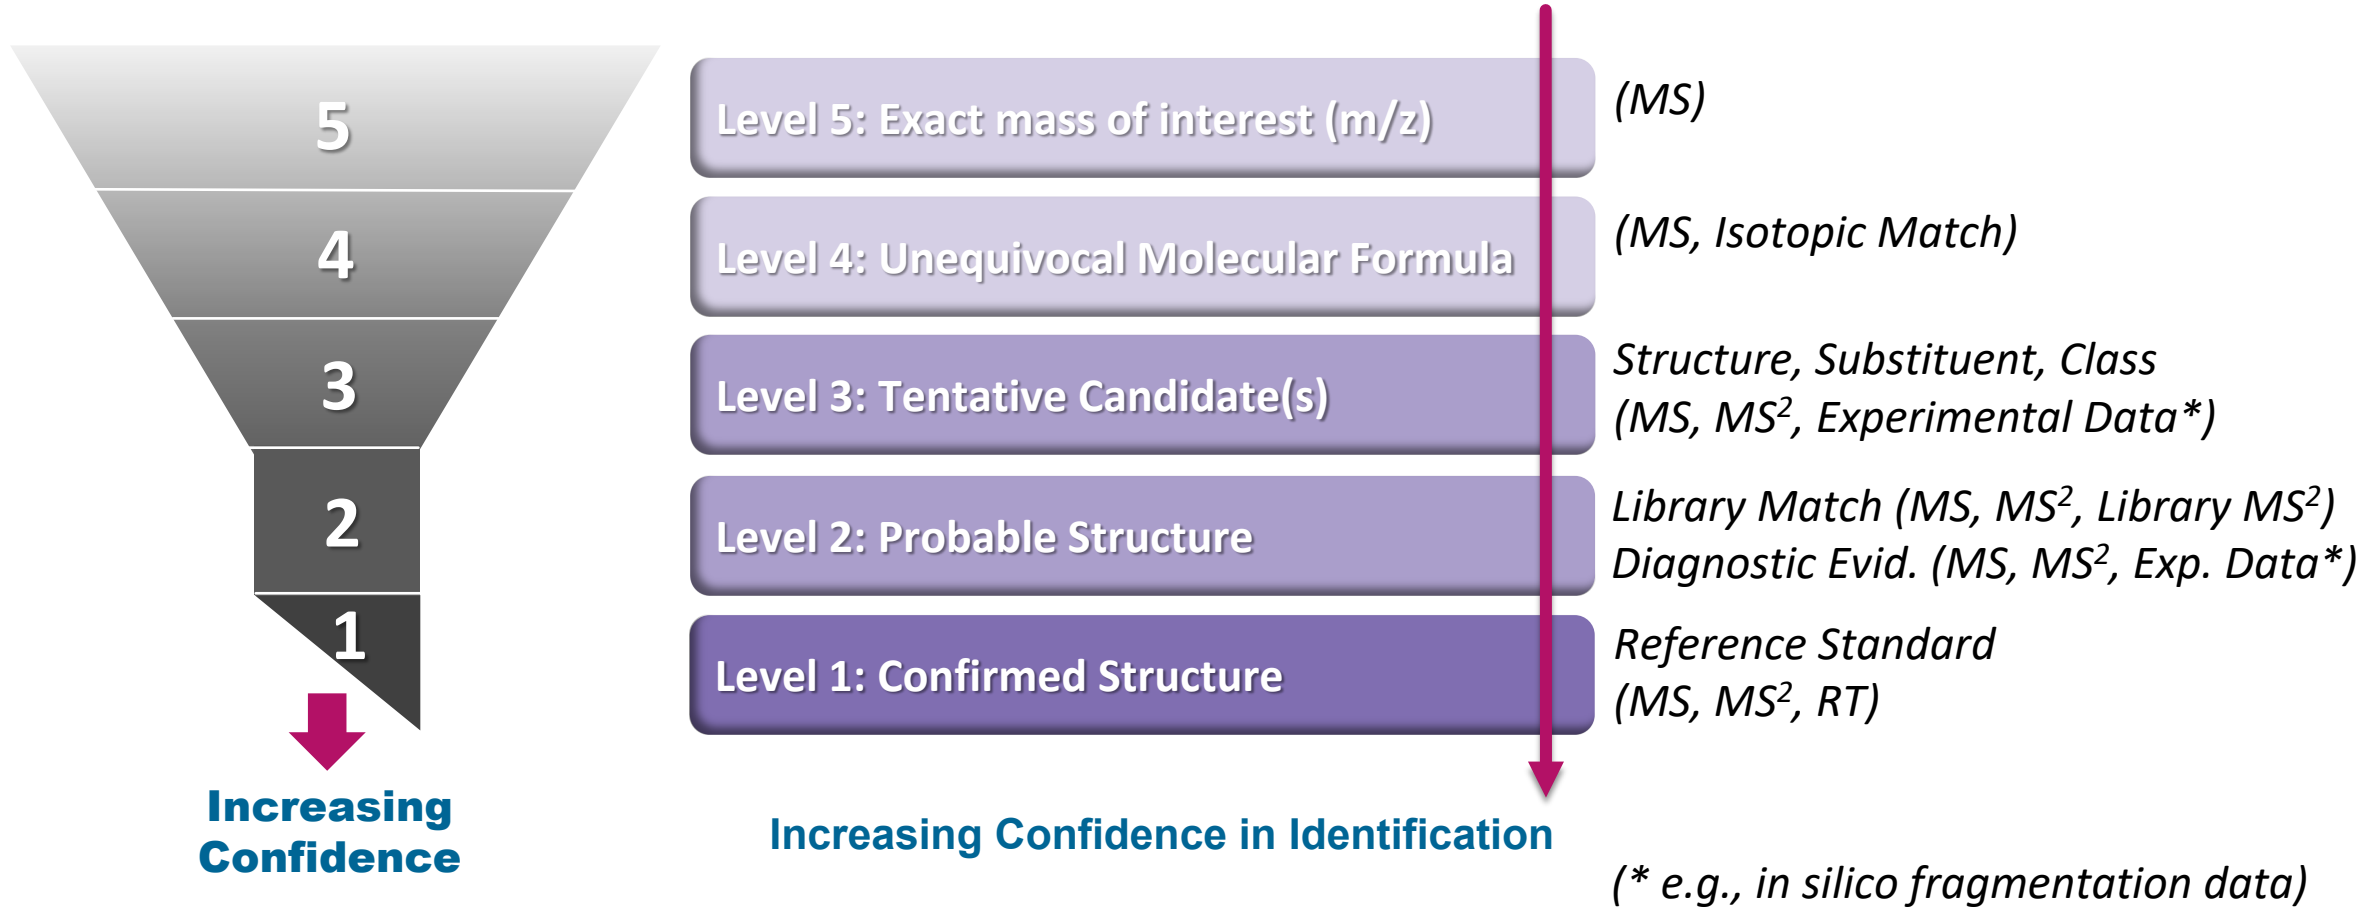 5
4
3
2
1
Increasing
Confidence
Level 5: Exact mass of interest (m/z)
(MS)
Level 4: Unequivocal Molecular Formula
(MS, Isotopic Match)
Level 3: Tentative Candidate(s)
Structure, Substituent, Class
(MS, MS², Experimental Data*)
Level 2: Probable Structure
Library Match (MS, MS², Library MS²)
Diagnostic Evid. (MS, MS², Exp. Data*)
Level 1: Confirmed Structure
Reference Standard
(MS, MS², RT)
Increasing Confidence in Identification
(* e.g., in silico fragmentation data)